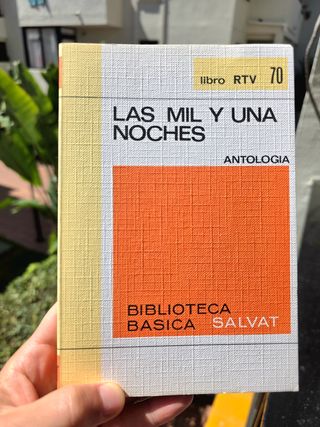 libro RTV 70
LAS MIL Y UNA
NOCHES
ANTOLOGIA
BIBLIOTECA
BASICA SALVAT